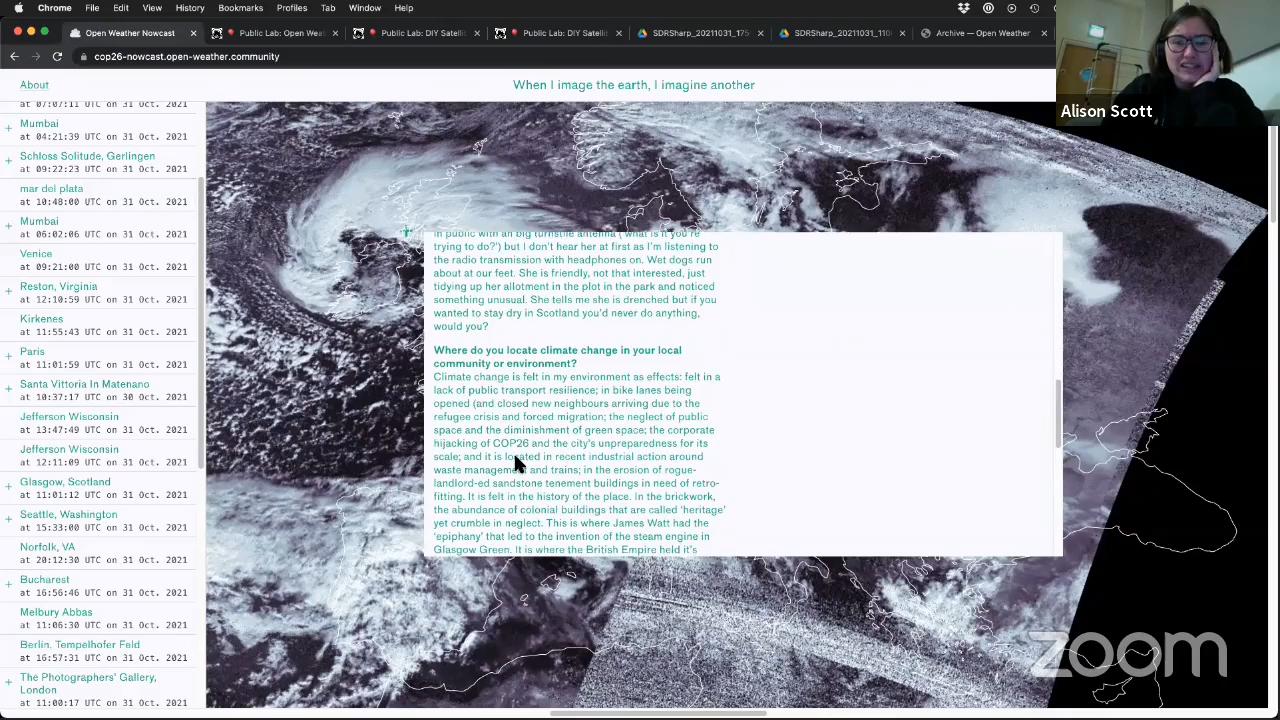 Chrome File Edit View History Bookmarks Profiles Tab Window Help
Open Weather Nowcast
Public Lab: Open Weat
Public Lab: DIY Satellit
Public Lab: DIY Satellit
SDRSharp_20211031_175
SDRSharp_20211031_110
Archive — Open Weather
cop26-nowcast.open-weather.community
About
When I image the earth, I imagine another
Alison Scott
at 07:07:11 UTC on 31 Oct. 2021
+ Mumbai
at 04:21:39 UTC on 31 Oct. 2021
+ Schloss Solitude, Gerlingen
at 09:22:23 UTC on 31 Oct. 2021
mar del plata
+ at 10:48:00 UTC on 31 Oct. 2021
+ Mumbai
at 06:02:06 UTC on 31 Oct. 2021
Venice
at 09:21:00 UTC on 31 Oct. 2021
+ Reston, Virginia
at 12:10:59 UTC on 31 Oct. 2021
Kirkenes
at 11:55:43 UTC on 31 Oct. 2021
+ Paris
at 11:01:59 UTC on 31 Oct. 2021
+ Santa Vittoria In Matenano
at 10:37:17 UTC on 31 Oct. 2021
Jefferson Wisconsin
at 13:47:49 UTC on 31 Oct. 2021
Jefferson Wisconsin
at 12:11:09 UTC on 31 Oct. 2021
+ Glasgow, Scotland
at 11:01:12 UTC on 31 Oct. 2021
+ Seattle, Washington
at 15:33:00 UTC on 31 Oct. 2021
Norfolk, VA
at 20:12:30 UTC on 31 Oct. 2021
+ Bucharest
at 16:56:46 UTC on 31 Oct. 2021
Melbury Abbas
at 11:06:30 UTC on 31 Oct. 2021
+ Berlin, Tempelhofer Feld
at 16:57:31 UTC on 31 Oct. 2021
+ The Photographers' Gallery,
London
at 11:00:17 UTC on 31 Oct. 2021
in public with an big turnstile antenna ('what is it you're
trying to do?') but I don't hear her at first as I'm listening to
the radio transmission with headphones on. Wet dogs run
about at our feet. She is friendly, not that interested, just
tidying up her allotment in the plot in the park and noticed
something unusual. She tells me she is drenched but if you
wanted to stay dry in Scotland you'd never do anything,
would you?
Where do you locate climate change in your local
community or environment?
Climate change is felt in my environment as effects: felt in a
lack of public transport resilience; in bike lanes being
opened (and closed new neighbours arriving due to the
refugee crisis and forced migration; the neglect of public
space and the diminishment of green space; the corporate
hijacking of COP26 and the city's unpreparedness for its
scale; and it is located in recent industrial action around
waste management and trains; in the erosion of rogue-
landlord-ed sandstone tenement buildings in need of retro-
fitting. It is felt in the history of the place. In the brickwork,
the abundance of colonial buildings that are called 'heritage'
yet crumble in neglect. This is where James Watt had the
'epiphany' that led to the invention of the steam engine in
Glasgow Green. It is where the British Empire held it's
zoom